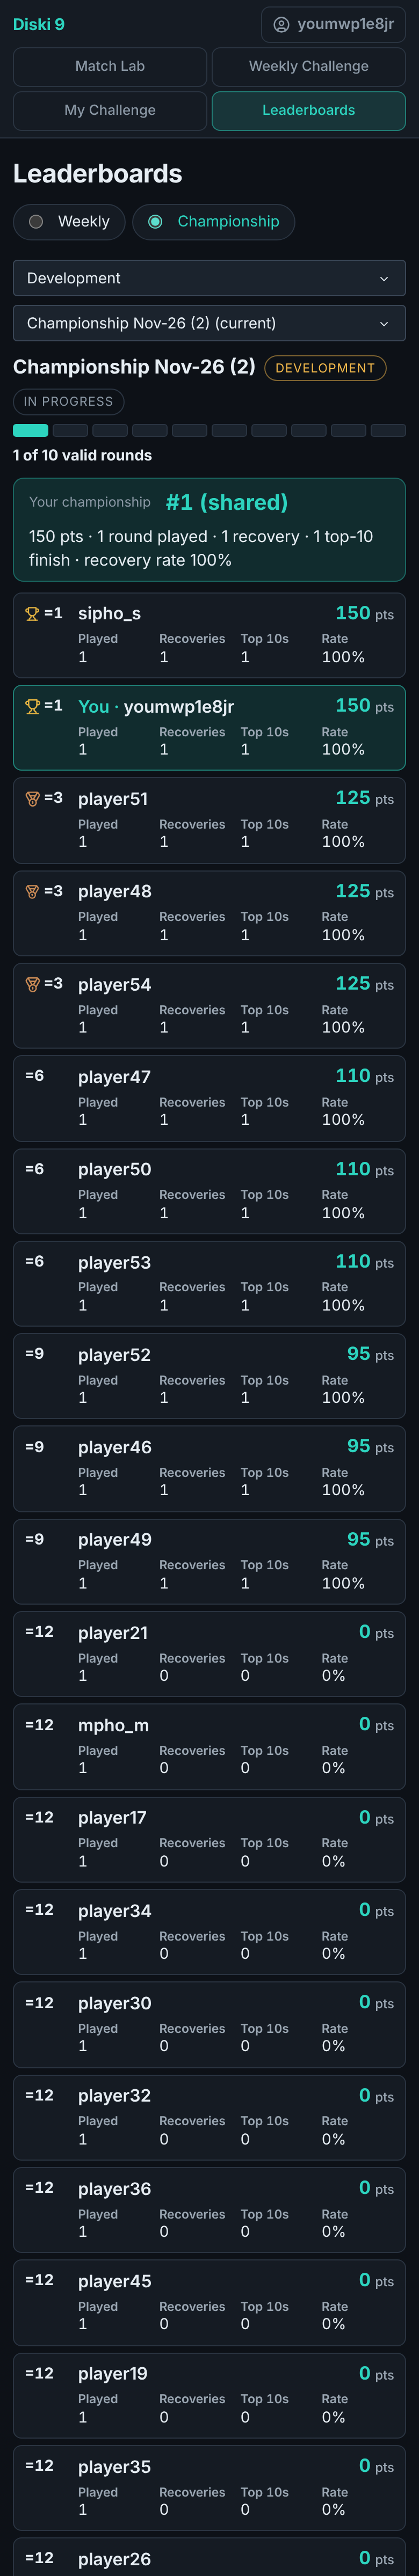 Diski 9
youmwp1e8jr
Match Lab
Weekly Challenge
My Challenge
Leaderboards
Leaderboards
Weekly
Championship
Development
Championship Nov-26 (2) (current)
Championship Nov-26 (2)
DEVELOPMENT
IN PROGRESS
1 of 10 valid rounds
Your championship #1 (shared)
150 pts · 1 round played · 1 recovery · 1 top-10
finish · recovery rate 100%
=1 sipho_s 150 pts
Played Recoveries Top 10s Rate
1 1 1 100%
=1 You · youmwp1e8jr 150 pts
Played Recoveries Top 10s Rate
1 1 1 100%
=3 player51 125 pts
Played Recoveries Top 10s Rate
1 1 1 100%
=3 player48 125 pts
Played Recoveries Top 10s Rate
1 1 1 100%
=3 player54 125 pts
Played Recoveries Top 10s Rate
1 1 1 100%
=6 player47 110 pts
Played Recoveries Top 10s Rate
1 1 1 100%
=6 player50 110 pts
Played Recoveries Top 10s Rate
1 1 1 100%
=6 player53 110 pts
Played Recoveries Top 10s Rate
1 1 1 100%
=9 player52 95 pts
Played Recoveries Top 10s Rate
1 1 1 100%
=9 player46 95 pts
Played Recoveries Top 10s Rate
1 1 1 100%
=9 player49 95 pts
Played Recoveries Top 10s Rate
1 1 1 100%
=12 player21 0 pts
Played Recoveries Top 10s Rate
1 0 0 0%
=12 mpho_m 0 pts
Played Recoveries Top 10s Rate
1 0 0 0%
=12 player17 0 pts
Played Recoveries Top 10s Rate
1 0 0 0%
=12 player34 0 pts
Played Recoveries Top 10s Rate
1 0 0 0%
=12 player30 0 pts
Played Recoveries Top 10s Rate
1 0 0 0%
=12 player32 0 pts
Played Recoveries Top 10s Rate
1 0 0 0%
=12 player36 0 pts
Played Recoveries Top 10s Rate
1 0 0 0%
=12 player45 0 pts
Played Recoveries Top 10s Rate
1 0 0 0%
=12 player19 0 pts
Played Recoveries Top 10s Rate
1 0 0 0%
=12 player35 0 pts
Played Recoveries Top 10s Rate
1 0 0 0%
=12 player26 0 pts